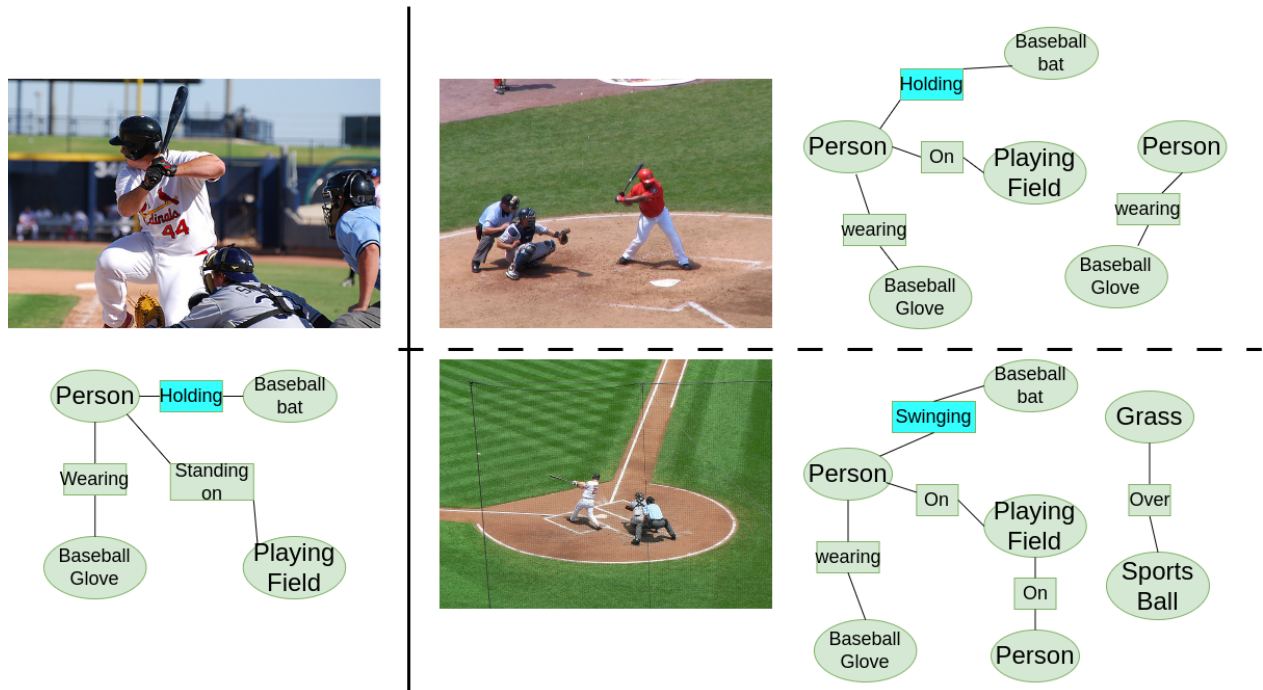 Cardinals
44
Person
Holding
Baseball
bat
Wearing
Standing
on
Baseball
Glove
Playing
Field
Baseball
bat
Holding
Person
On
Playing
Field
wearing
Baseball
Glove
Person
wearing
Baseball
Glove
Baseball
bat
Swinging
Person
On
Playing
Field
wearing
On
Baseball
Glove
Person
Grass
Over
Sports
Ball